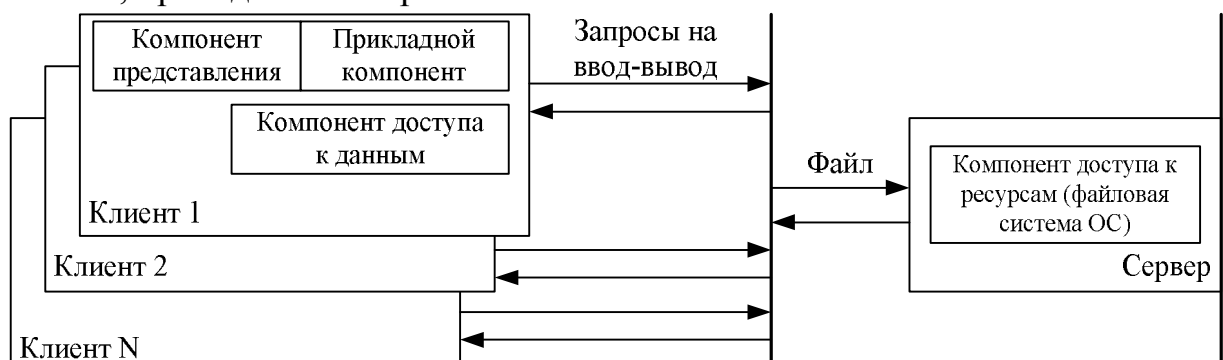 Компонент
представления
Прикладной
компонент
Запросы на
ввод-вывод
Компонент доступа
к данным
Клиент 1
Файл
Компонент доступа к
ресурсам (файловая
система ОС)
Сервер
Клиент 2
Клиент N